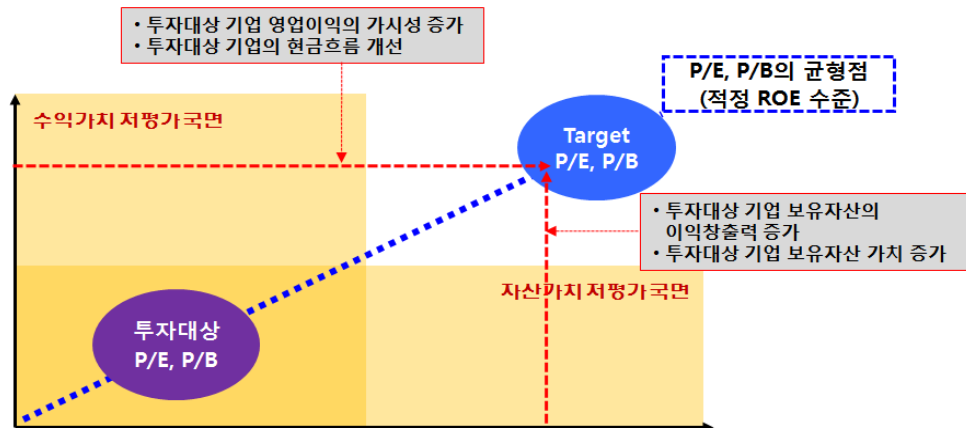 • 투자대상 기업 영업이익의 가시성 증가
• 투자대상 기업의 현금흐름 개선
P/E, P/B의 균형점
(적정 ROE 수준)
수익가치 저평가국면
Target
P/E, P/B
• 투자대상 기업 보유자산의
이익창출력 증가
• 투자대상 기업 보유자산 가치 증가
자산가치 저평가국면
투자대상
P/E, P/B